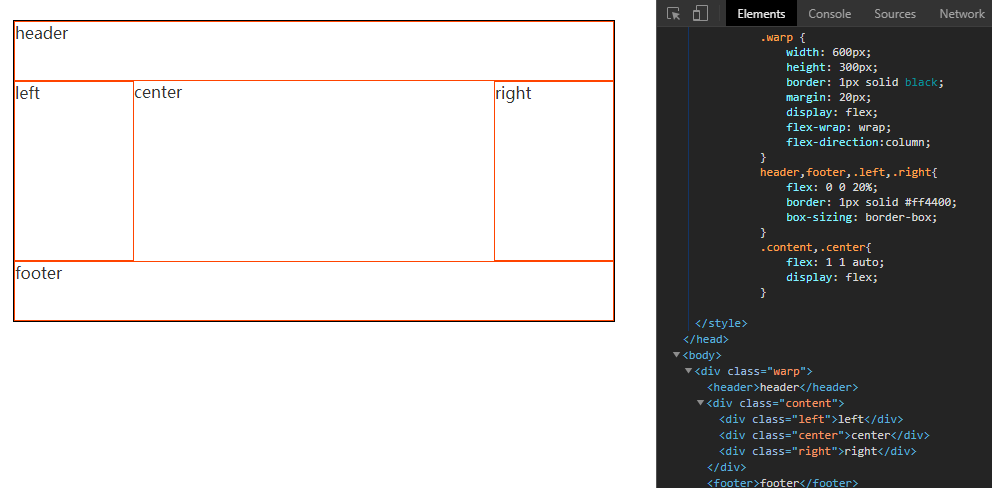 header
left center right
footer
Elements Console Sources Network
.warp {
width: 600px;
height: 300px;
border: 1px solid black;
margin: 20px;
display: flex;
flex-wrap: wrap;
flex-direction:column;
}
header,footer,.left,.right{
flex: 0 0 20%;
border: 1px solid #ff4400;
box-sizing: border-box;
}
.content,.center{
flex: 1 1 auto;
display: flex;
}
</style>
</head>
<body>
<div class="warp">
<header>header</header>
<div class="content">
<div class="left">left</div>
<div class="center">center</div>
<div class="right">right</div>
</div>
<footer>footer</footer>